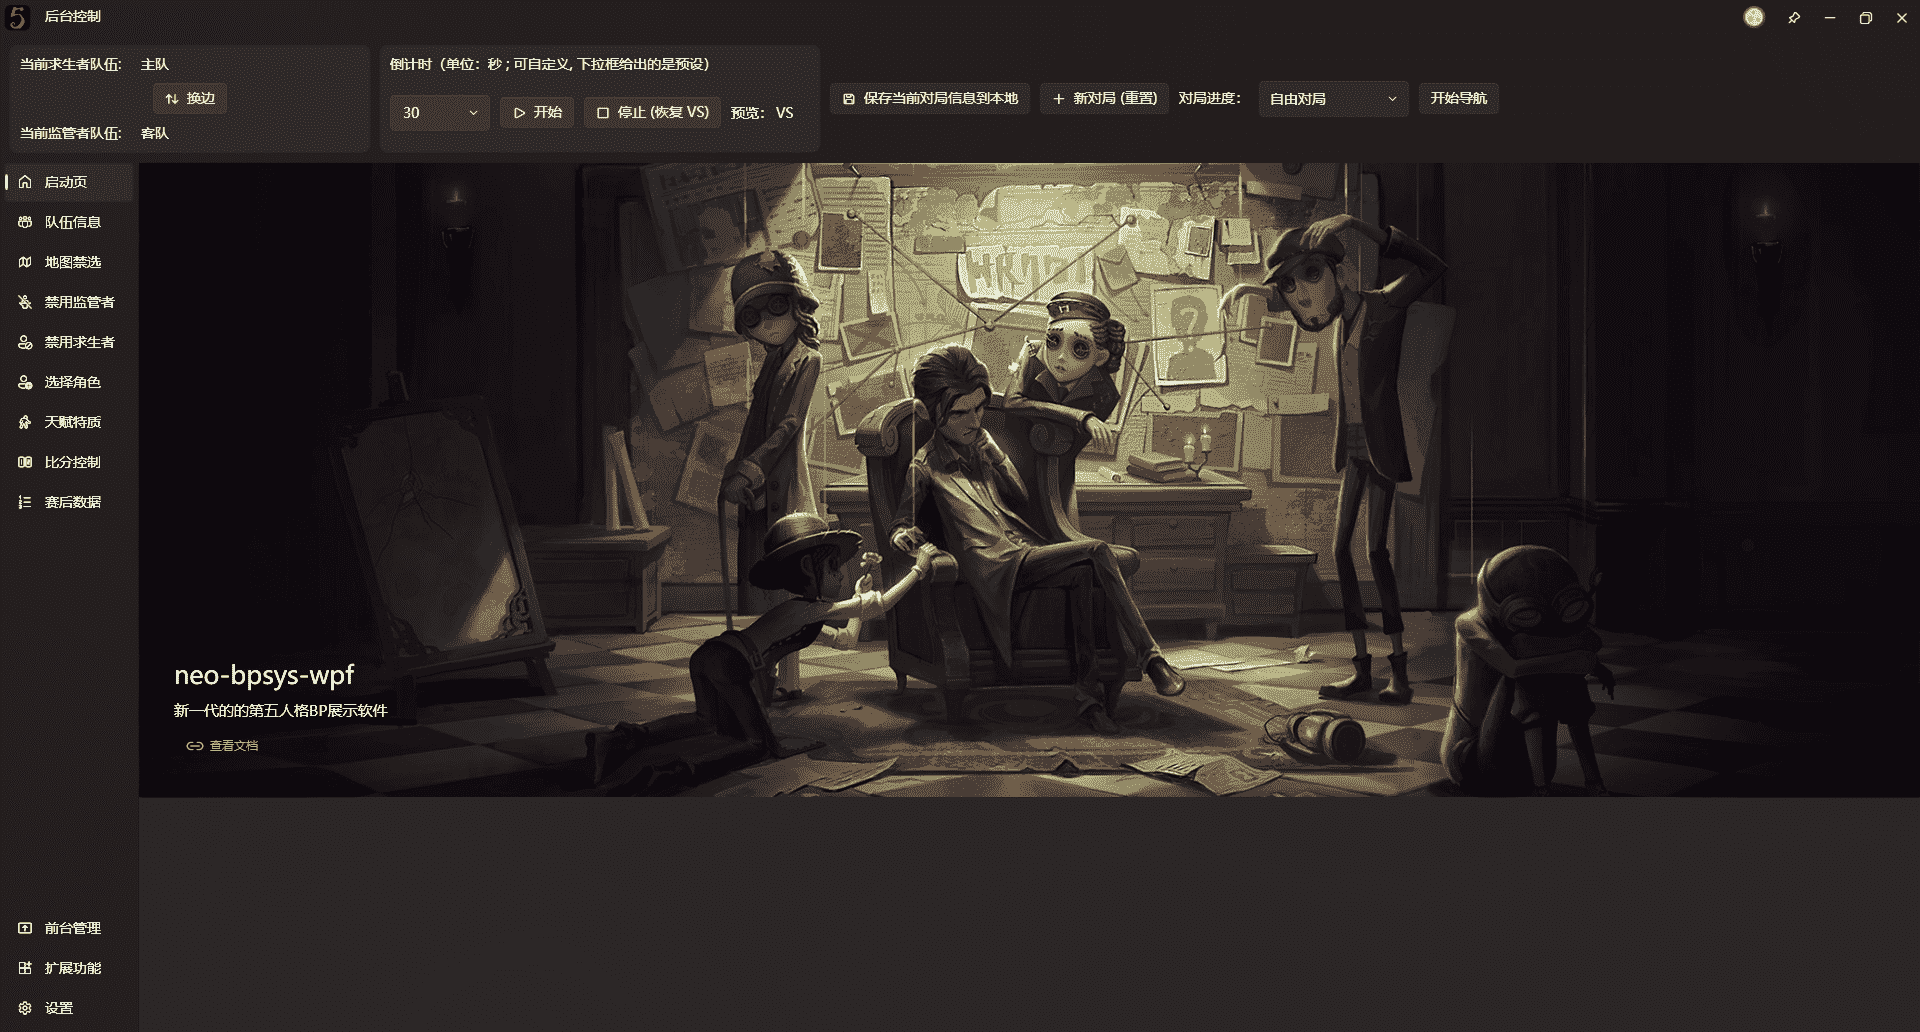 后台控制
当前求生者队伍: 主队
换边
当前监管者队伍: 客队
倒计时（单位：秒 ; 可自定义, 下拉框给出的是预设）
30 开始 停止 (恢复 VS) 预览： VS
保存当前对局信息到本地 新对局 (重置) 对局进度： 自由对局 开始导航
启动页
队伍信息
地图禁选
禁用监管者
禁用求生者
选择角色
天赋特质
比分控制
赛后数据
neo-bpsys-wpf
新一代的的第五人格BP展示软件
查看文档
前台管理
扩展功能
设置